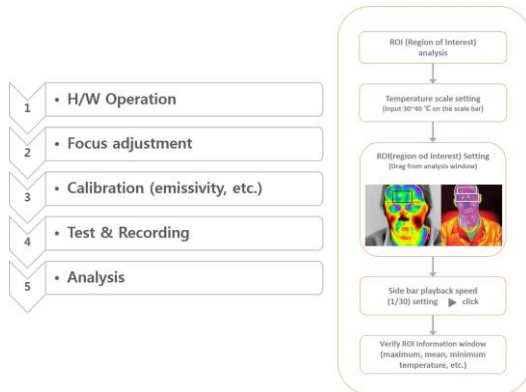 1
• H/W Operation
2
• Focus adjustment
3
• Calibration (emissivity, etc.)
4
• Test & Recording
5
• Analysis
ROI (Region of Interest)
analysis
Temperature scale setting
(Input 30~40 ℃ on the scale bar)
ROI(region od interest) Setting
(Drag from analysis window)
Side bar playback speed
(1/30) setting ▶ click
Verify ROI information window
(maximum, mean, minimum
temperature, etc.)